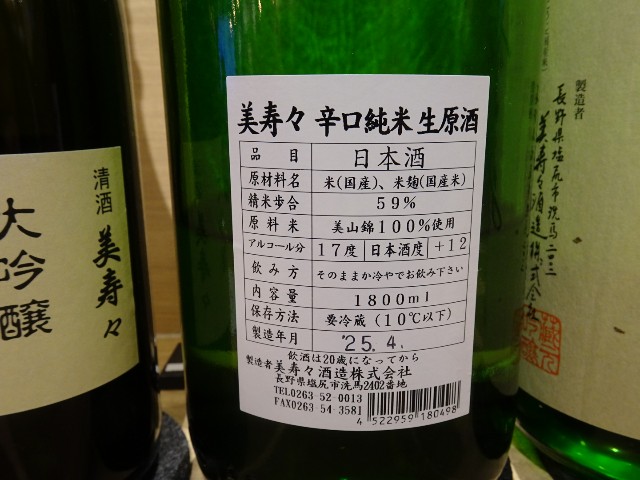 清酒 美寿々
大吟醸
美寿々 辛口純米 生原酒
品目 日本酒
原材料名 米(国産)、米麹(国産米)
精米歩合 59%
原料米 美山錦100%使用
アルコール分 17度 日本酒度 +12
飲み方 そのままか冷やでお飲み下さい
内容量 1800ml
保存方法 要冷蔵(10℃以下)
製造年月 '25.4.
飲酒は20歳になってから
製造者 美寿々酒造株式会社
長野県塩尻市洗馬2402番地
TEL0263 52-0013
FAX0263 54-3581
4 522959 180498
製造者
長野県塩尻市洗馬二四〇二
美寿々酒造株式会社